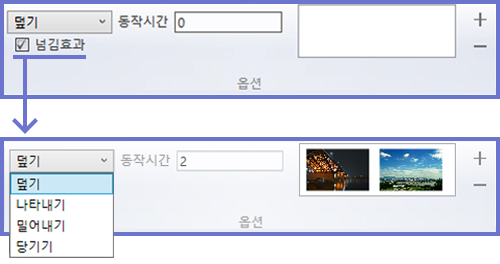 덮기 동작시간 0
넘김효과
옵션
덮기 동작시간 2
덮기
나타내기
밀어내기
당기기
옵션